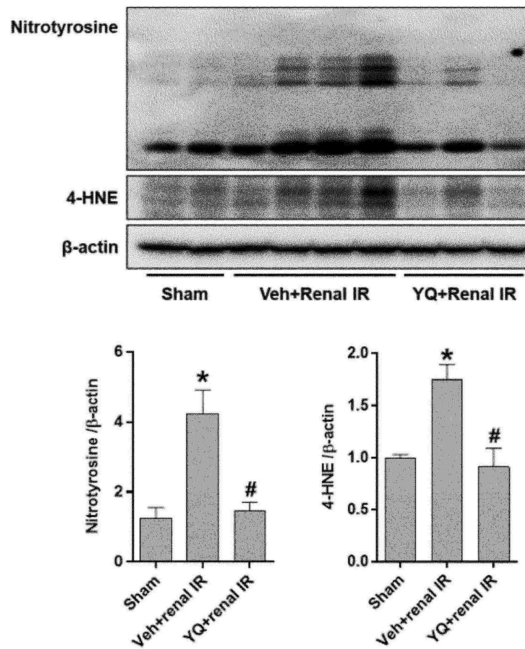 Nitrotyrosine
4-HNE
β-actin
Sham Veh+Renal IR YQ+Renal IR
Nitrotyrosine /β-actin
6
4
2
0
*
#
Sham
Veh+renal IR
YQ+renal IR
4-HNE /β-actin
2.0
1.5
1.0
0.5
0.0
*
#
Sham
Veh+renal IR
YQ+renal IR